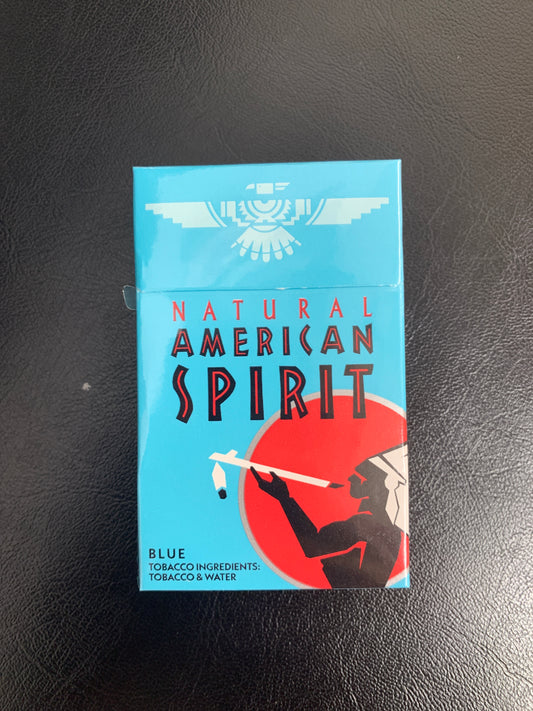 NATURAL
AMERICAN
SPIRIT
BLUE
TOBACCO INGREDIENTS:
TOBACCO & WATER